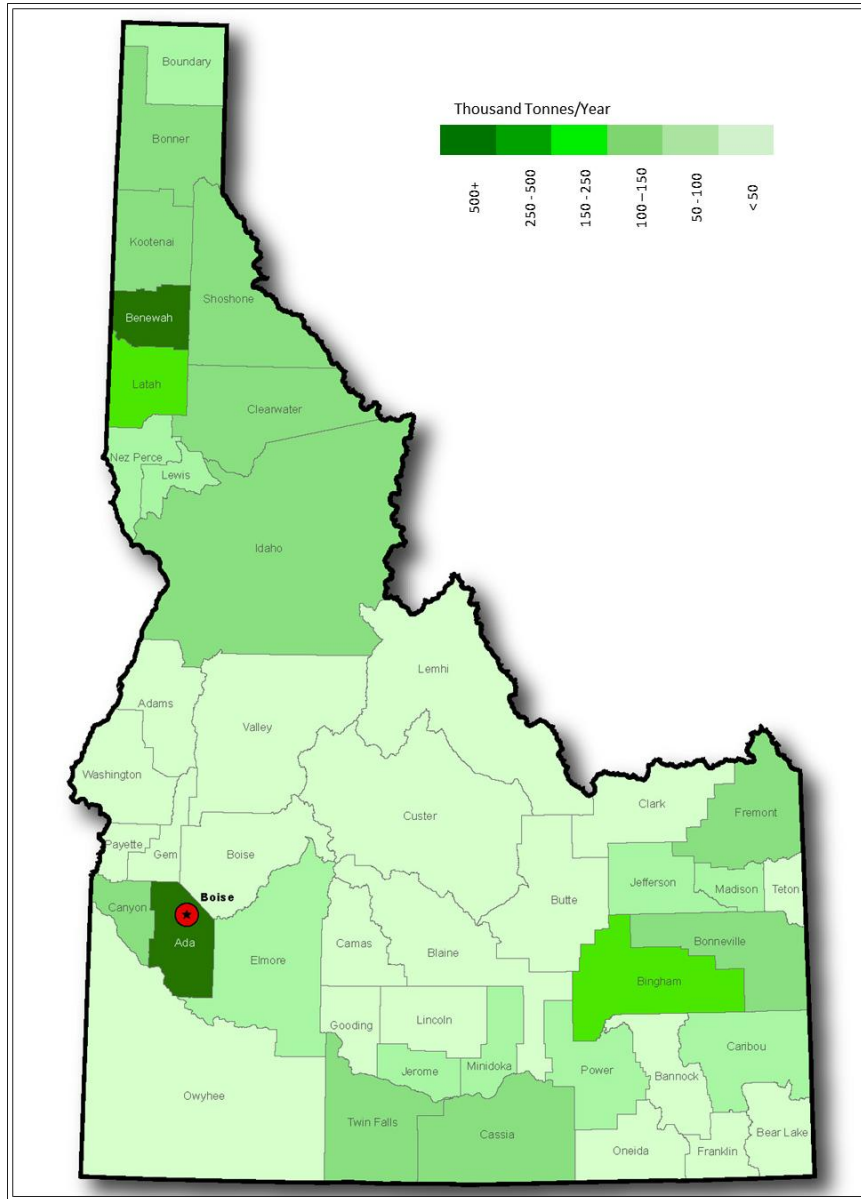 Boundary
Thousand Tonnes/Year
Bonner
500+
250 - 500
150 - 250
100 – 150
50 - 100
< 50
Kootenai
Shoshone
Benewah
Latah
Clearwater
Nez Perce
Lewis
Idaho
Lemhi
Adams
Valley
Washington
Custer
Clark
Fremont
Payette
Gem
Boise
Butte
Jefferson
Madison
Teton
Canyon
Boise
Ada
Elmore
Camas
Blaine
Bonneville
Bingham
Gooding
Lincoln
Jerome
Minidoka
Power
Bannock
Caribou
Owyhee
Twin Falls
Cassia
Oneida
Franklin
Bear Lake